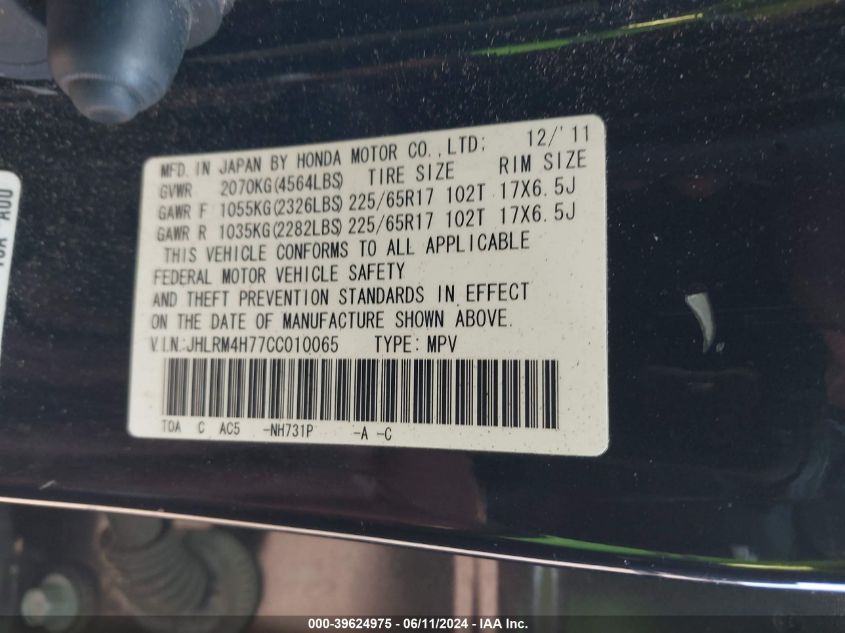 MFD. IN JAPAN BY HONDA MOTOR CO.,LTD: 12/'11
GVWR 2070KG(4564LBS) TIRE SIZE RIM SIZE
GAWR F 1055KG(2326LBS) 225/65R17 102T 17X6.5J
GAWR R 1035KG(2282LBS) 225/65R17 102T 17X6.5J
THIS VEHICLE CONFORMS TO ALL APPLICABLE
FEDERAL MOTOR VEHICLE SAFETY
AND THEFT PREVENTION STANDARDS IN EFFECT
ON THE DATE OF MANUFACTURE SHOWN ABOVE.
V.I.N.:JHLRM4H77CC010065 TYPE: MPV
TOA C AC5 -NH731P -A -C
000-39624975 - 06/11/2024 - IAA Inc.